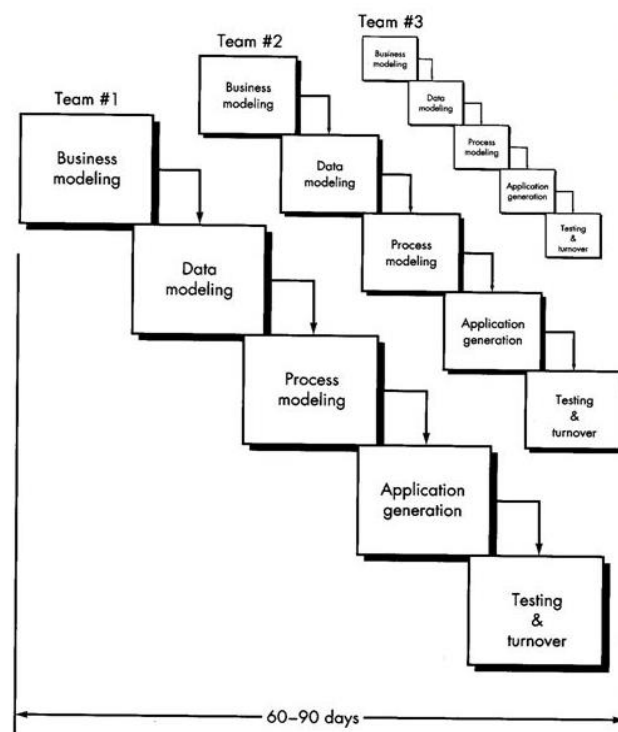 Team #1
Business
modeling
Data
modeling
Process
modeling
Application
generation
Testing
&
turnover
Team #2
Business
modeling
Data
modeling
Process
modeling
Application
generation
Testing
&
turnover
Team #3
Business
modeling
Data
modeling
Process
modeling
Application
generation
Testing
&
turnover
60–90 days